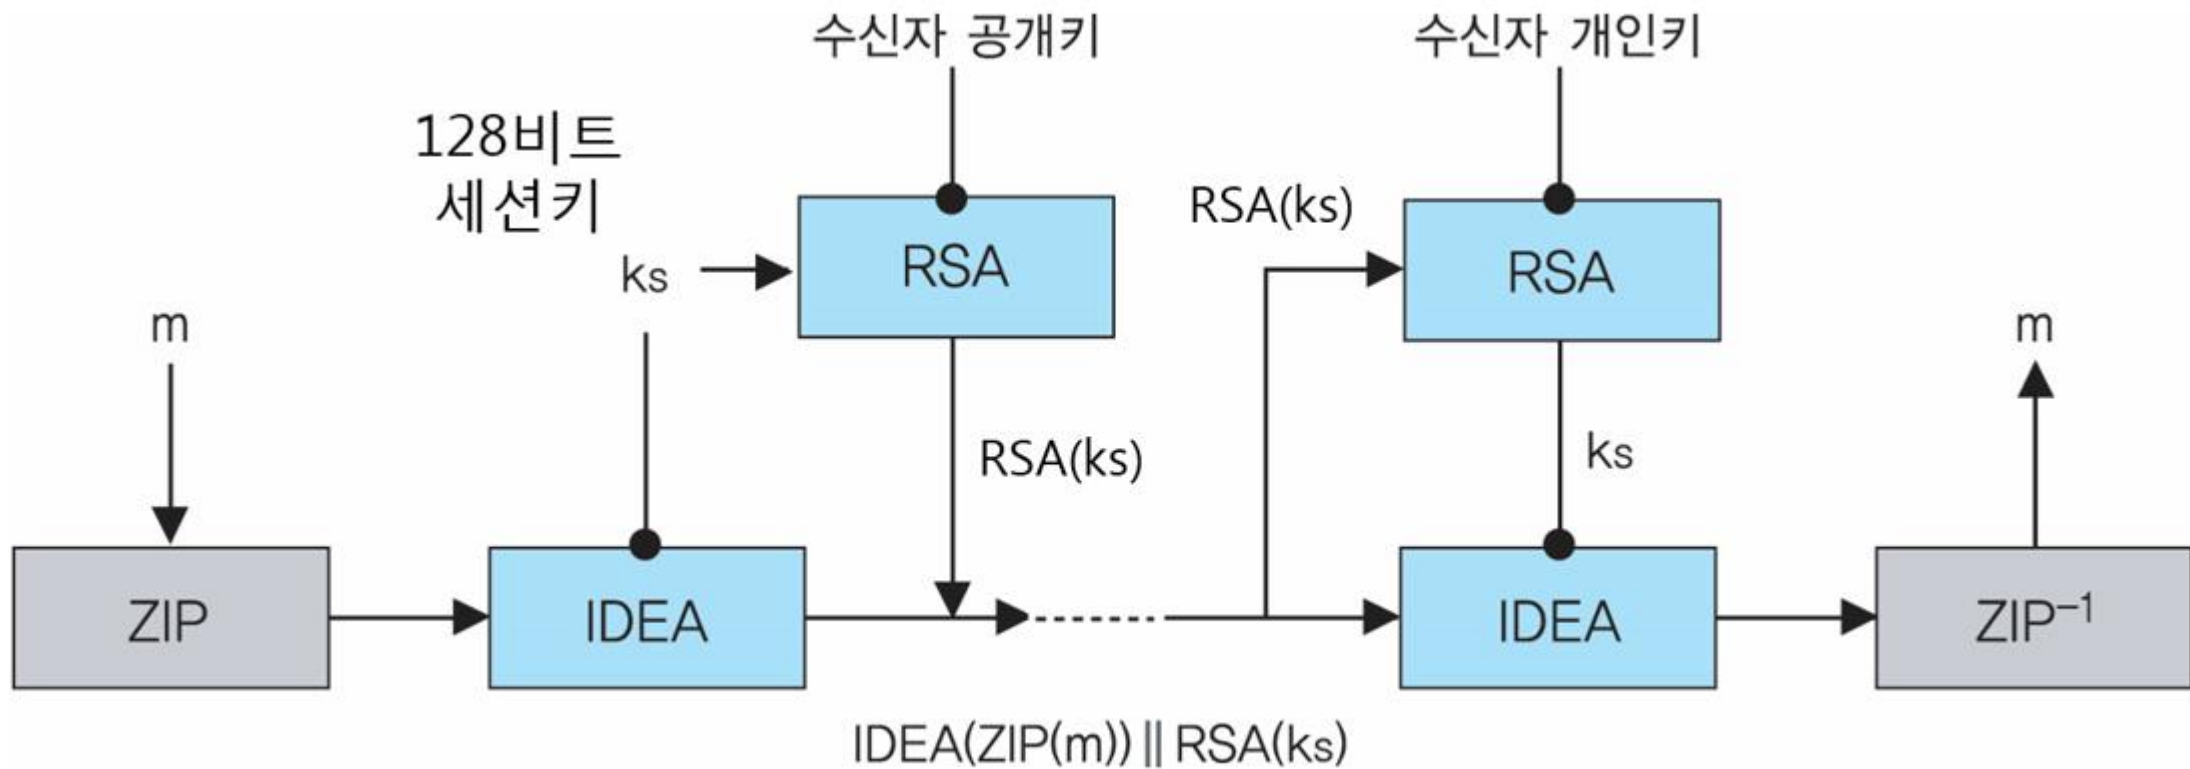 수신자 공개키
수신자 개인키
128비트
세션키
RSA(ks)
ks
RSA
RSA
m
m
RSA(ks)
ks
ZIP
IDEA
IDEA
ZIP⁻¹
IDEA(ZIP(m)) || RSA(ks)